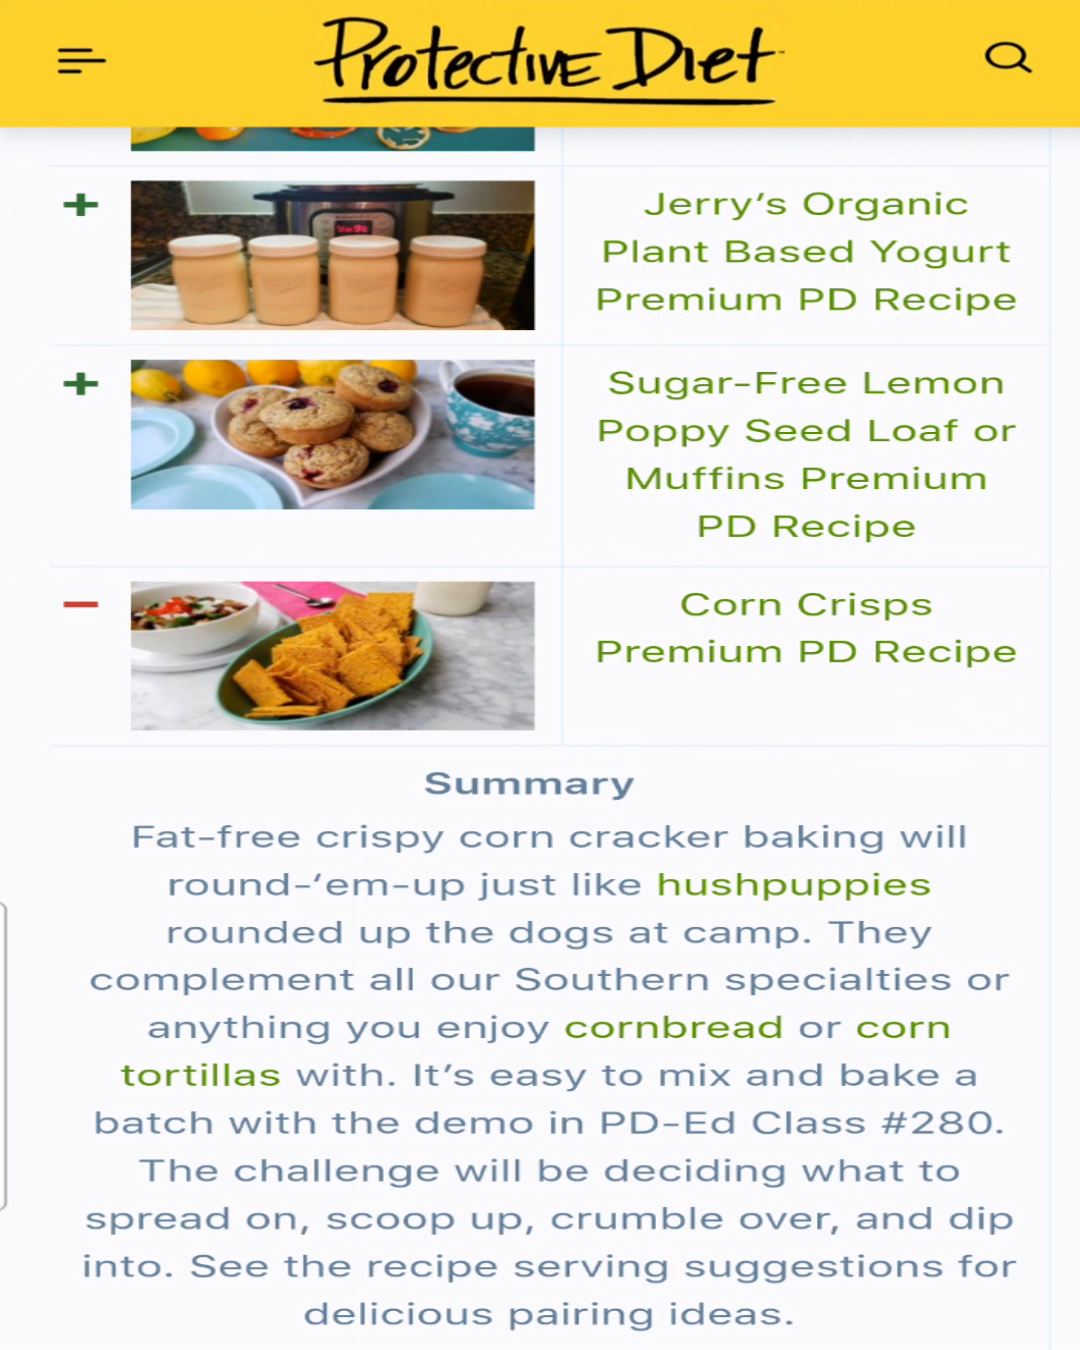 Protective Diet™
Jerry’s Organic
Plant Based Yogurt
Premium PD Recipe
Sugar-Free Lemon
Poppy Seed Loaf or
Muffins Premium
PD Recipe
Corn Crisps
Premium PD Recipe
Summary
Fat-free crispy corn cracker baking will
round-‘em-up just like hushpuppies
rounded up the dogs at camp. They
complement all our Southern specialties or
anything you enjoy cornbread or corn
tortillas with. It’s easy to mix and bake a
batch with the demo in PD-Ed Class #280.
The challenge will be deciding what to
spread on, scoop up, crumble over, and dip
into. See the recipe serving suggestions for
delicious pairing ideas.